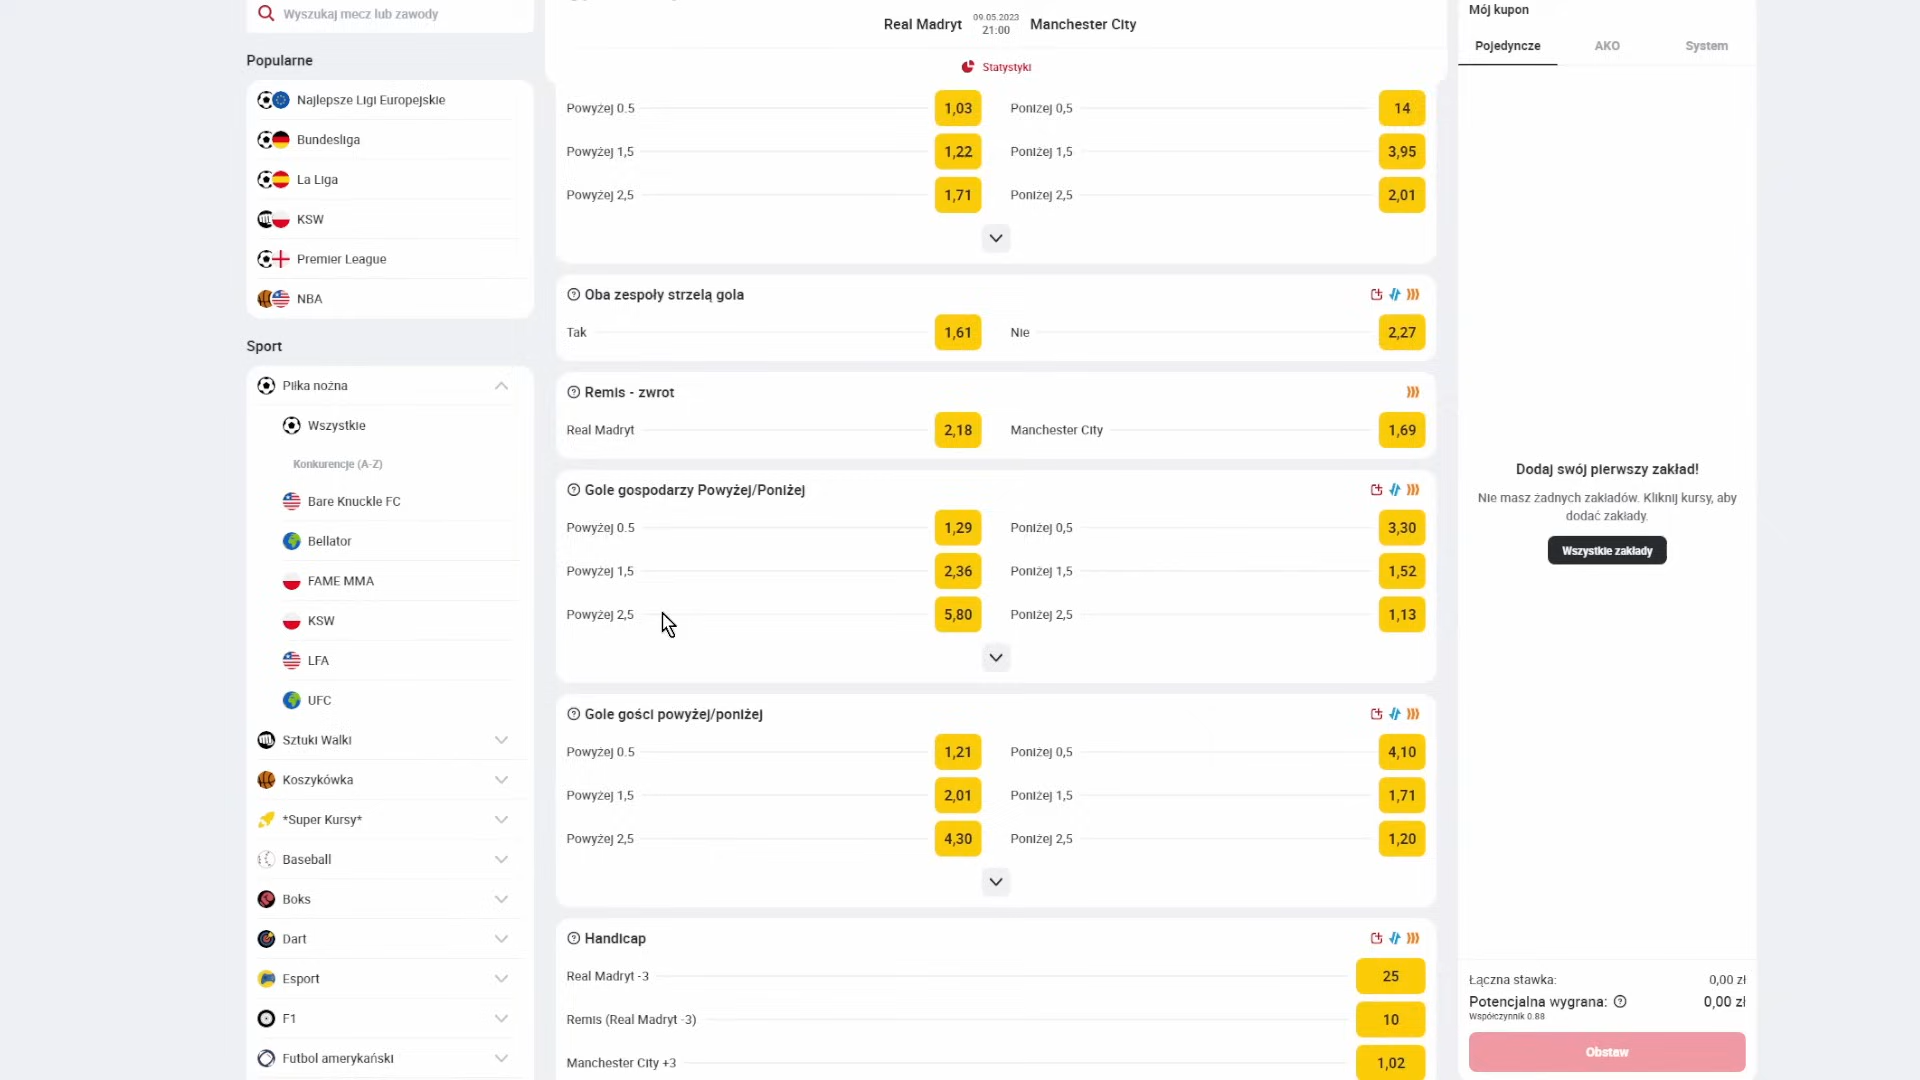 Wyszukaj mecz lub zawody
Popularne
Najlepsze Ligi Europejskie
Bundesliga
La Liga
KSW
Premier League
NBA
Sport
Piłka nożna
Wszystkie
Konkurencje (A-Z)
Bare Knuckle FC
Bellator
FAME MMA
KSW
LFA
UFC
Sztuki Walki
Koszykówka
*Super Kursy*
Baseball
Boks
Dart
Esport
F1
Futbol amerykański
Real Madryt 09.05.2023 21:00 Manchester City
Statystyki
Powyżej 0.5 1,03 Poniżej 0,5 14
Powyżej 1,5 1,22 Poniżej 1,5 3,95
Powyżej 2,5 1,71 Poniżej 2,5 2,01
Oba zespoły strzelą gola
Tak 1,61 Nie 2,27
Remis - zwrot
Real Madryt 2,18 Manchester City 1,69
Gole gospodarzy Powyżej/Poniżej
Powyżej 0.5 1,29 Poniżej 0,5 3,30
Powyżej 1,5 2,36 Poniżej 1,5 1,52
Powyżej 2,5 5,80 Poniżej 2,5 1,13
Gole gości powyżej/poniżej
Powyżej 0.5 1,21 Poniżej 0,5 4,10
Powyżej 1,5 2,01 Poniżej 1,5 1,71
Powyżej 2,5 4,30 Poniżej 2,5 1,20
Handicap
Real Madryt -3 25
Remis (Real Madryt -3) 10
Manchester City +3 1,02
Mój kupon
Pojedyncze AKO System
Dodaj swój pierwszy zakład!
Nie masz żadnych zakładów. Kliknij kursy, aby
dodać zakłady.
Wszystkie zakłady
Łączna stawka: 0,00 zł
Potencjalna wygrana: 0,00 zł
Współczynnik 0.88
Obstaw